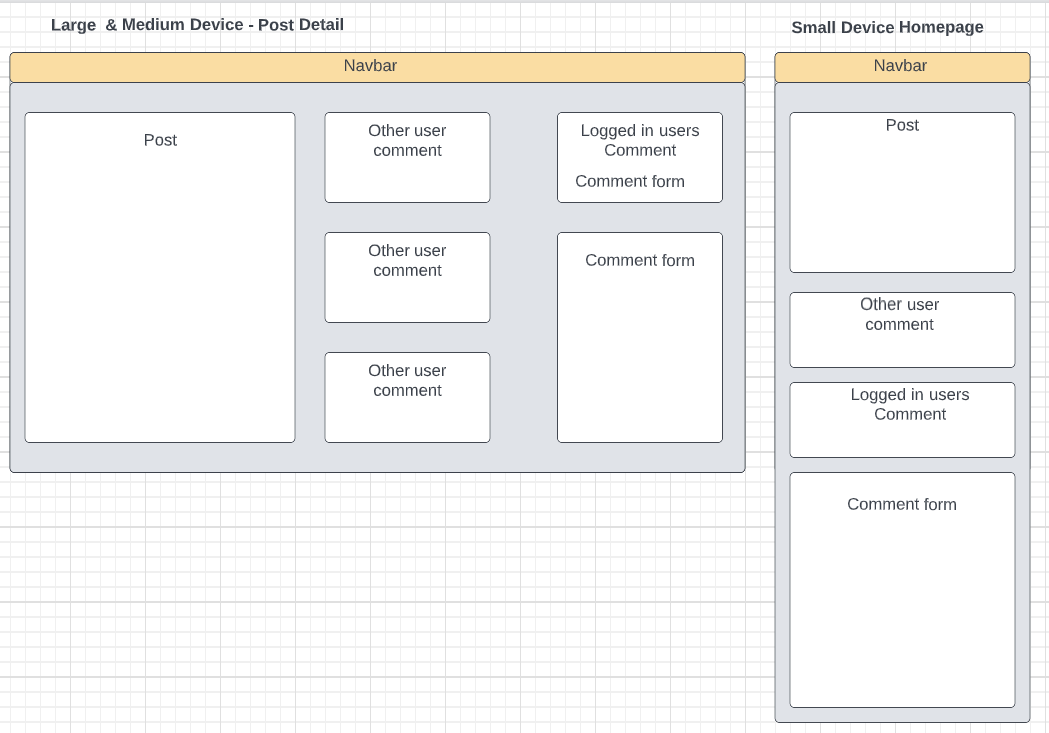 Large & Medium Device - Post Detail
Navbar
Post
Other user
comment
Other user
comment
Other user
comment
Logged in users
Comment
Comment form
Comment form
Small Device Homepage
Navbar
Post
Other user
comment
Logged in users
Comment
Comment form